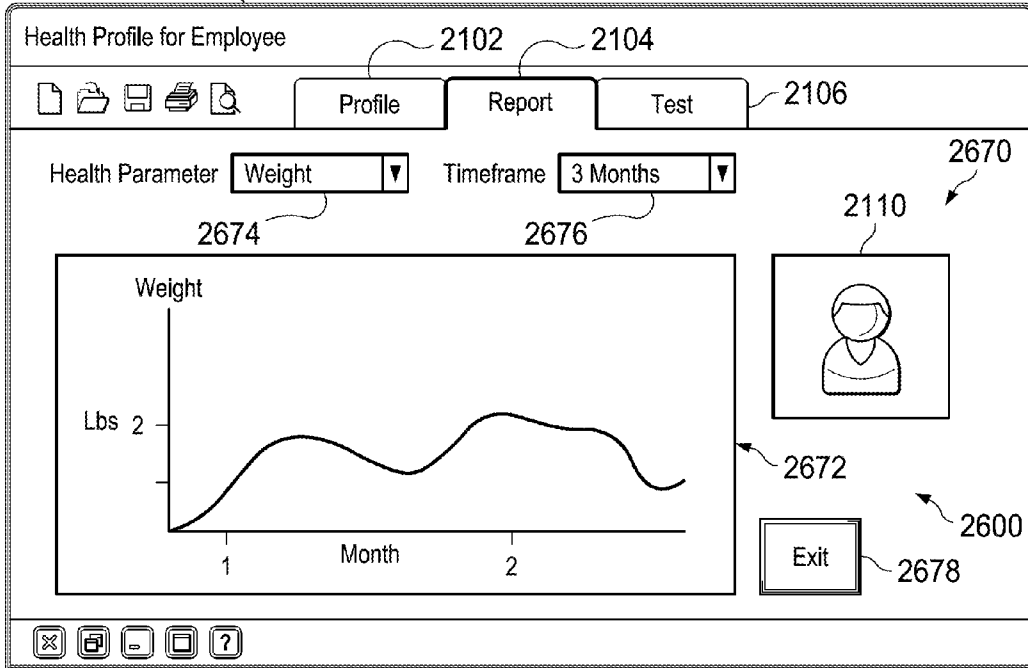 Health Profile for Employee
2102
2104
Profile
Report
Test
2106
Health Parameter
Weight
Timeframe
3 Months
2670
2674
2676
2110
Weight
Lbs
2
2672
2600
1
Month
2
Exit
2678
?